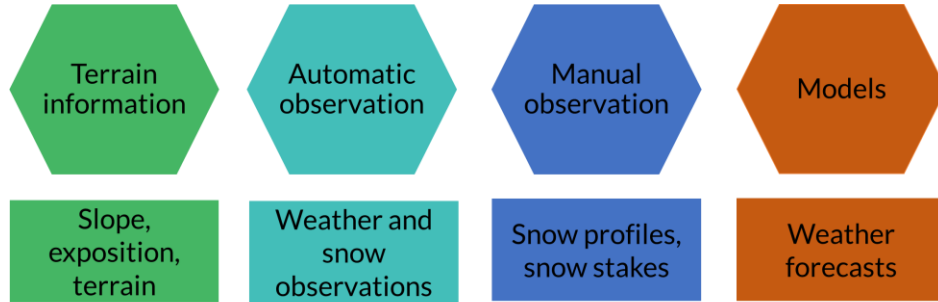 Terrain
information
Automatic
observation
Manual
observation
Models
Slope,
exposition,
terrain
Weather and
snow
observations
Snow profiles,
snow stakes
Weather
forecasts